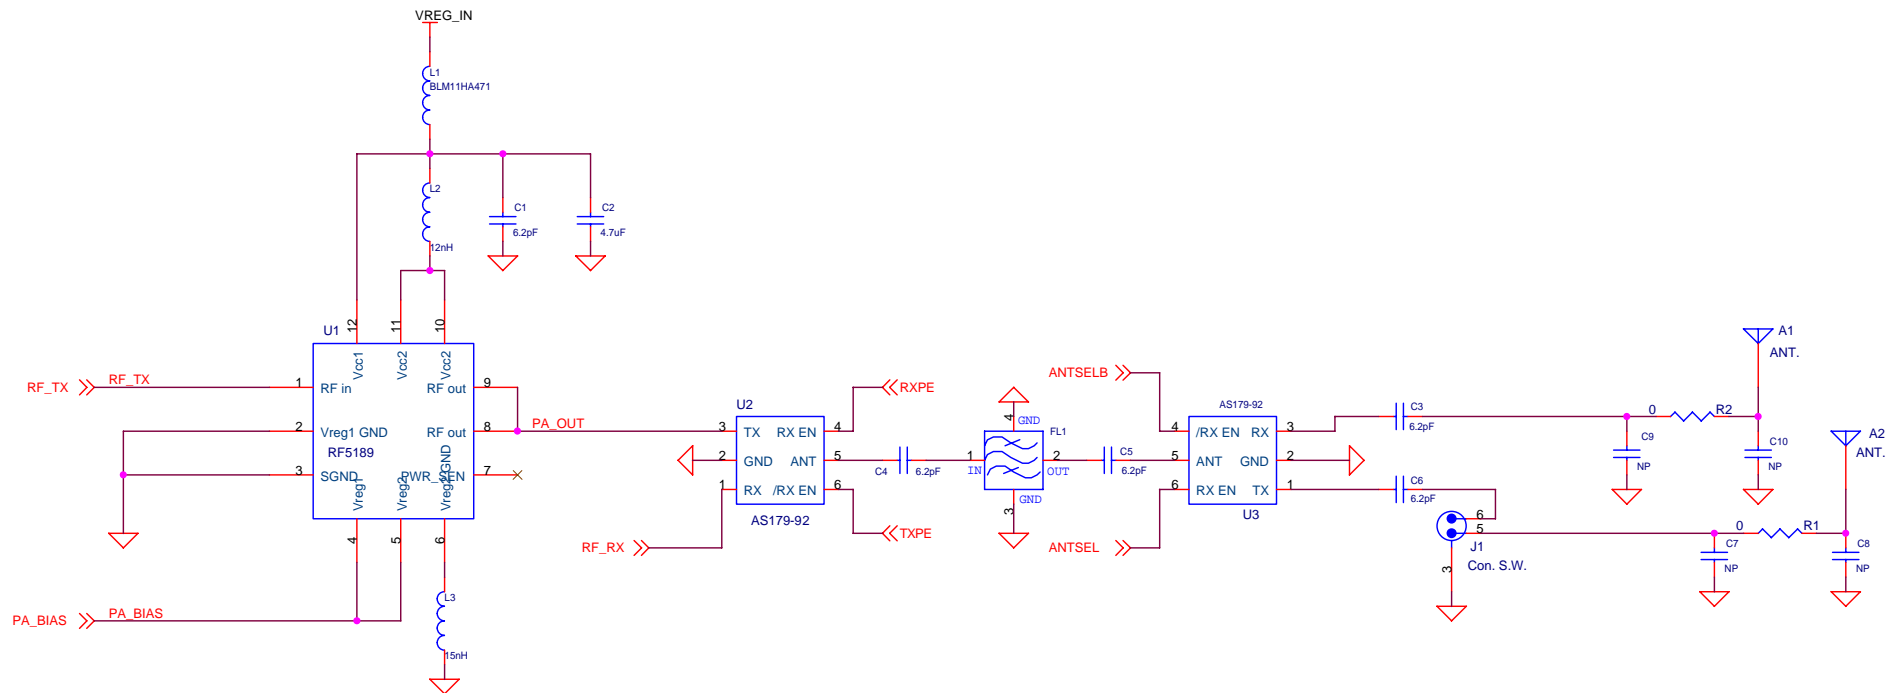 VREG_IN
L1
BLM11HA471
L2
12nH
C1
6.2pF
C2
4.7uF
U1
12
11
10
Vcc1
Vcc2
Vcc2
RF_TX
RF_TX
1
RF in
RF out
9
2
Vreg1 GND
RF out
8
PA_OUT
RF5189
3
SGND
PWR_SEN
7
Vreg1
Vreg2
Vreg2GND
4
5
6
PA_BIAS
PA_BIAS
L3
15nH
U2
3
TX
RX EN
4
RXPE
2
GND
ANT
5
1
RX
/RX EN
6
AS179-92
RF_RX
TXPE
C4
6.2pF
4
GND
FL1
1
IN
2
OUT
GND
3
C5
6.2pF
ANTSELB
AS179-92
4
/RX EN
RX
3
5
ANT
GND
2
6
RX EN
TX
1
U3
ANTSEL
C3
6.2pF
C6
6.2pF
6
5
J1
Con. S.W.
3
0
R2
C9
NP
C10
NP
A1
ANT.
A2
ANT.
0
R1
C7
NP
C8
NP